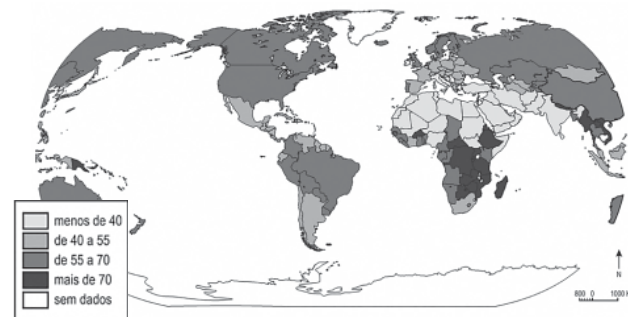 menos de 40
de 40 a 55
de 55 a 70
mais de 70
sem dados
N
800 0 1000